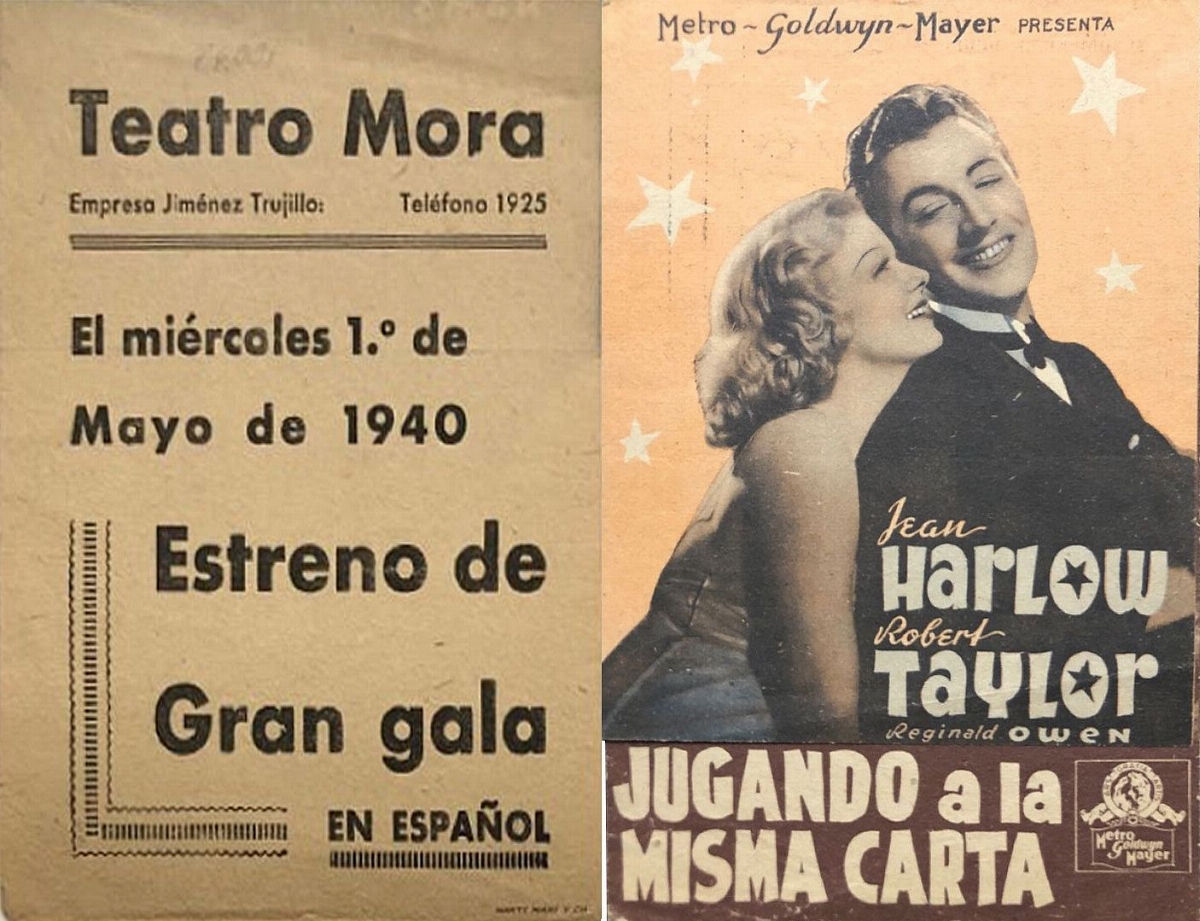 Teatro Mora
Empresa Jiménez Trujillo: Teléfono 1925
El miércoles 1.º de
Mayo de 1940
Estreno de
Gran gala
EN ESPAÑOL
Metro~Goldwyn~Mayer PRESENTA
Jean
HARLOW
Robert
TAYLOR
Reginald OWEN
JUGANDO a la
MISMA CARTA
Metro
Goldwyn
Mayer